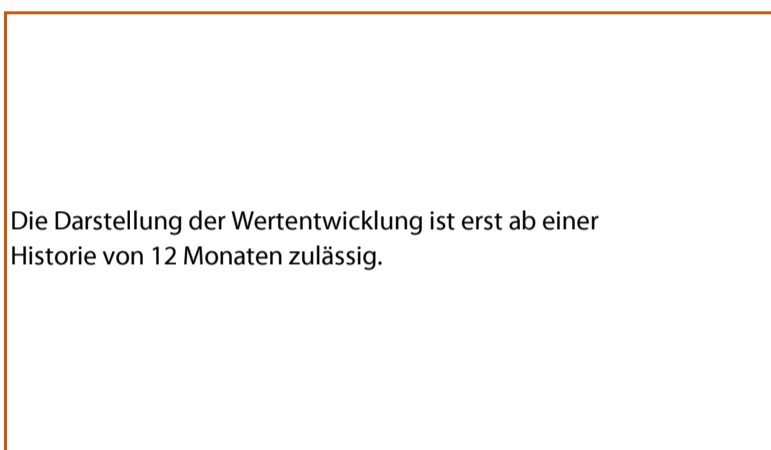 Die Darstellung der Wertentwicklung ist erst ab einer
Historie von 12 Monaten zulässig.